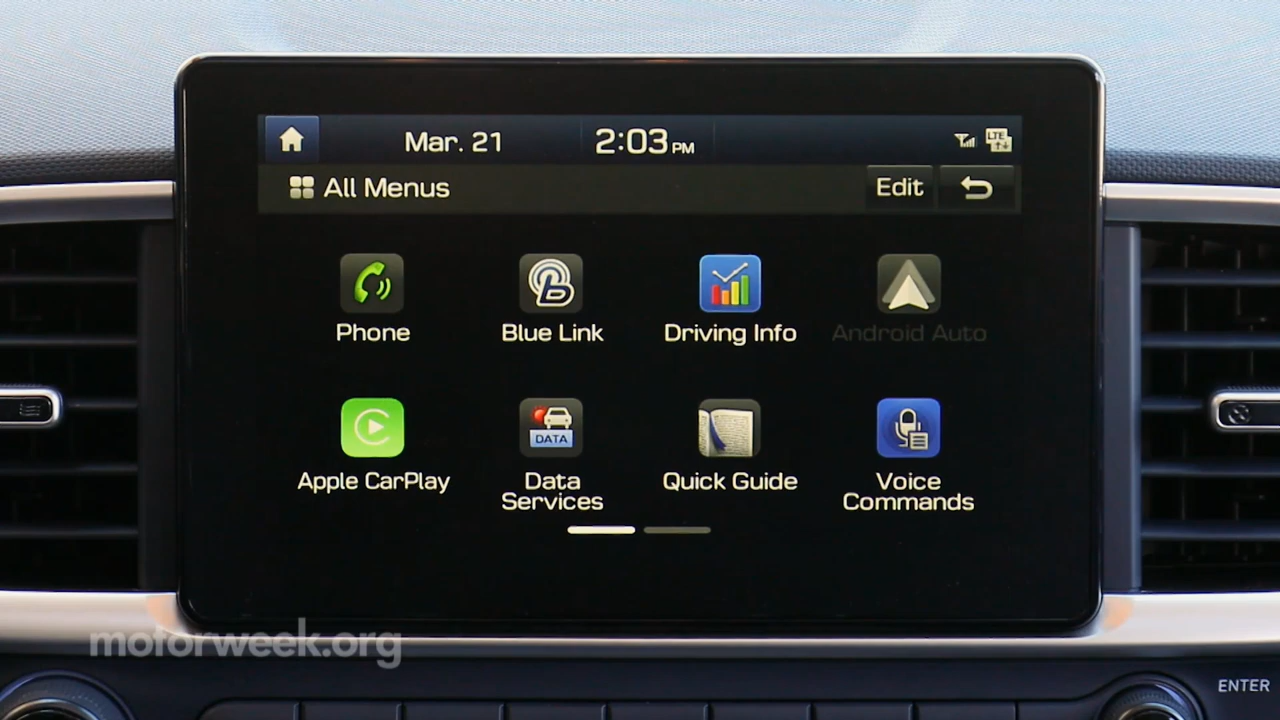 Mar. 21
2:03 PM
LTE
All Menus
Edit
Phone
Blue Link
Driving Info
Android Auto
DATA
Apple CarPlay
Data
Services
Quick Guide
Voice
Commands
motorweek.org
ENTER